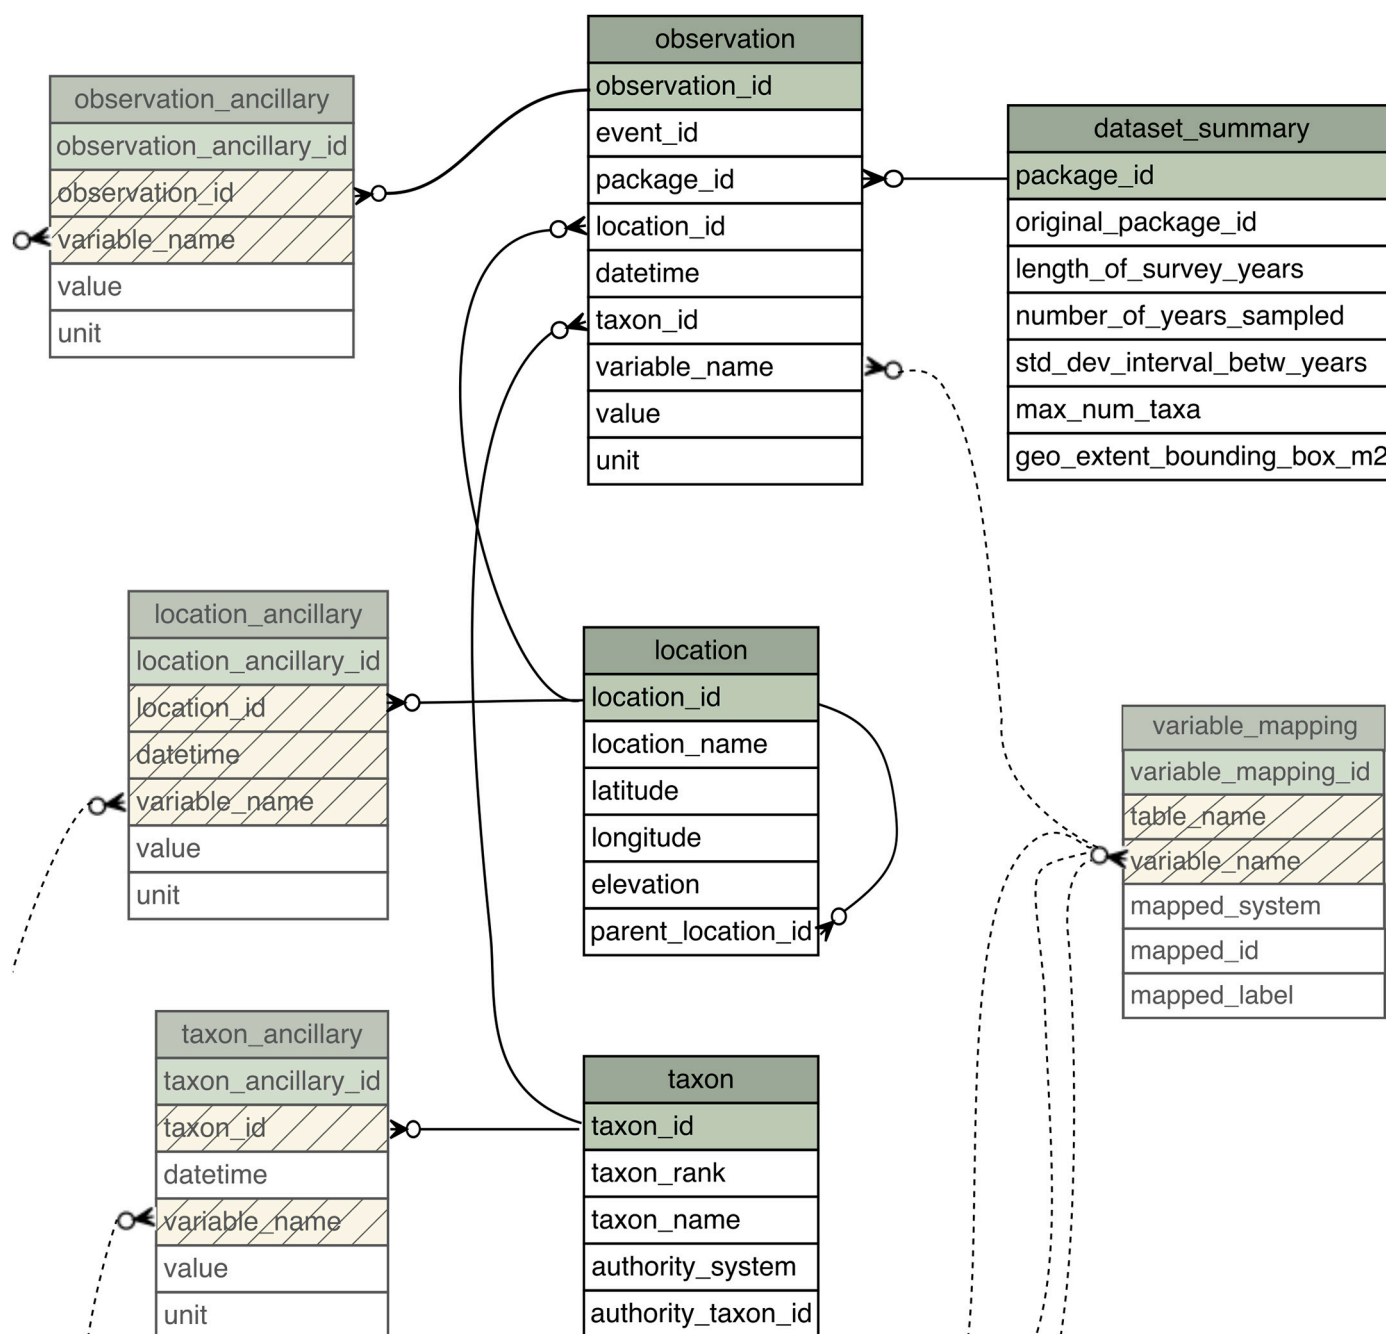 observation
observation_id
event_id
package_id
location_id
datetime
taxon_id
variable_name
value
unit
observation_ancillary
observation_ancillary_id
observation_id
variable_name
value
unit
dataset_summary
package_id
original_package_id
length_of_survey_years
number_of_years_sampled
std_dev_interval_betw_years
max_num_taxa
geo_extent_bounding_box_m2
location_ancillary
location_ancillary_id
location_id
datetime
variable_name
value
unit
location
location_id
location_name
latitude
longitude
elevation
parent_location_id
variable_mapping
variable_mapping_id
table_name
variable_name
mapped_system
mapped_id
mapped_label
taxon_ancillary
taxon_ancillary_id
taxon_id
datetime
variable_name
value
unit
taxon
taxon_id
taxon_rank
taxon_name
authority_system
authority_taxon_id